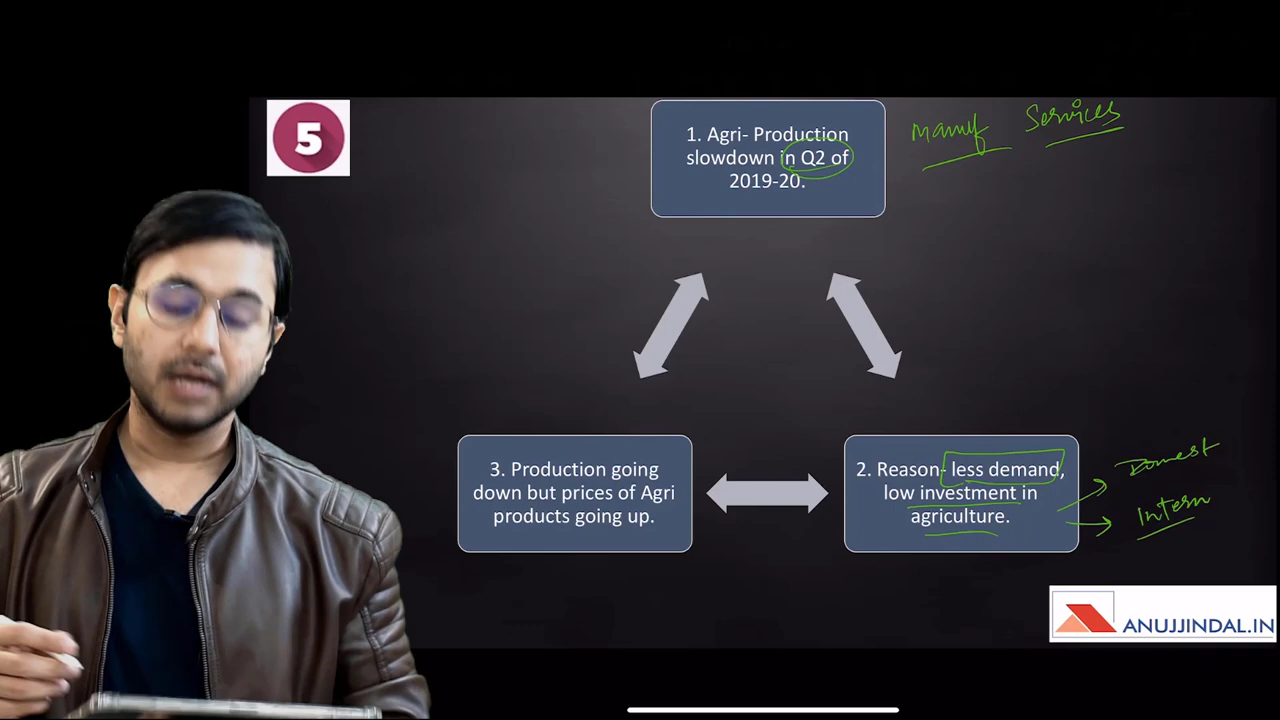 5
1. Agri- Production
slowdown in Q2 of
2019-20.
Manuf Services
3. Production going
down but prices of Agri
products going up.
2. Reason- less demand,
low investment in
agriculture.
Domest
Intern
ANUJJINDAL.IN